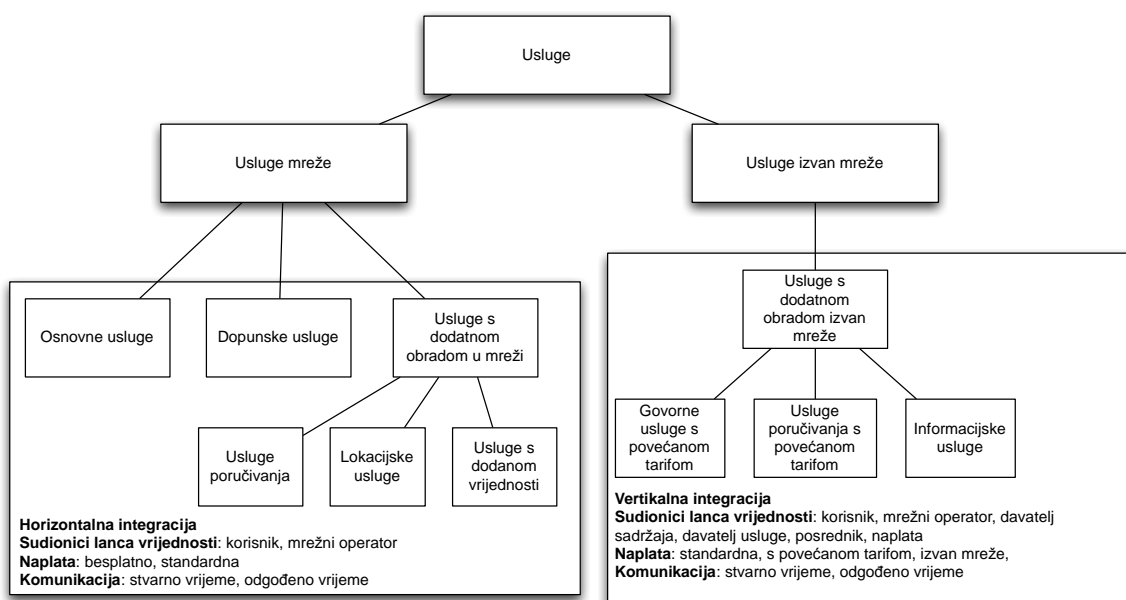 Usluge
Usluge mreže
Usluge izvan mreže
Osnovne usluge
Dopunske usluge
Usluge s
dodatnom
obradom u mreži
Usluge
poručivanja
Lokacijske
usluge
Usluge s
dodanom
vrijednosti
Horizontalna integracija
Sudionici lanca vrijednosti: korisnik, mrežni operator
Naplata: besplatno, standardna
Komunikacija: stvarno vrijeme, odgođeno vrijeme
Usluge s
dodatnom
obradom izvan
mreže
Govorne
usluge s
povećanom
tarifom
Usluge
poručivanja s
povećanom
tarifom
Informacijske
usluge
Vertikalna integracija
Sudionici lanca vrijednosti: korisnik, mrežni operator, davatelj
sadržaja, davatelj usluge, posrednik, naplata
Naplata: standardna, s povećanom tarifom, izvan mreže,
Komunikacija: stvarno vrijeme, odgođeno vrijeme